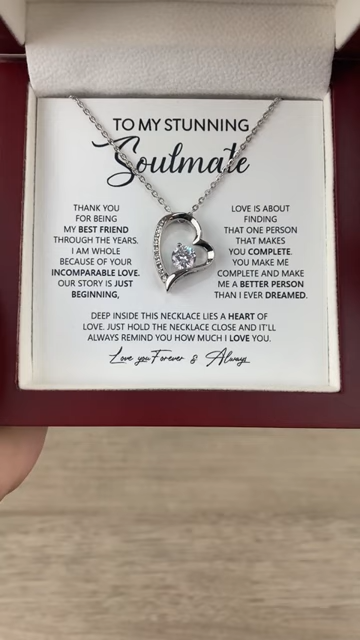 TO MY STUNNING
Soulmate
THANK YOU
FOR BEING
MY BEST FRIEND
THROUGH THE YEARS.
I AM WHOLE
BECAUSE OF YOUR
INCOMPARABLE LOVE.
OUR STORY IS JUST
BEGINNING,
LOVE IS ABOUT
FINDING
THAT ONE PERSON
THAT MAKES
YOU COMPLETE.
YOU MAKE ME
COMPLETE AND MAKE
ME A BETTER PERSON
THAN I EVER DREAMED.
DEEP INSIDE THIS NECKLACE LIES A HEART OF
LOVE. JUST HOLD THE NECKLACE CLOSE AND IT'LL
ALWAYS REMIND YOU HOW MUCH I LOVE YOU.
Love you Forever & Always